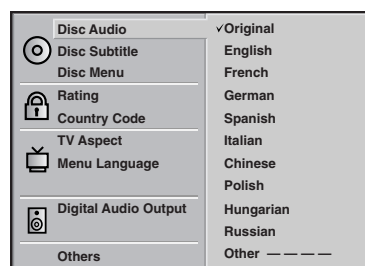 Disc Audio
Disc Subtitle
Disc Menu
Rating
Country Code
TV Aspect
Menu Language
Digital Audio Output
Others
✓Original
English
French
German
Spanish
Italian
Chinese
Polish
Hungarian
Russian
Other — — — —